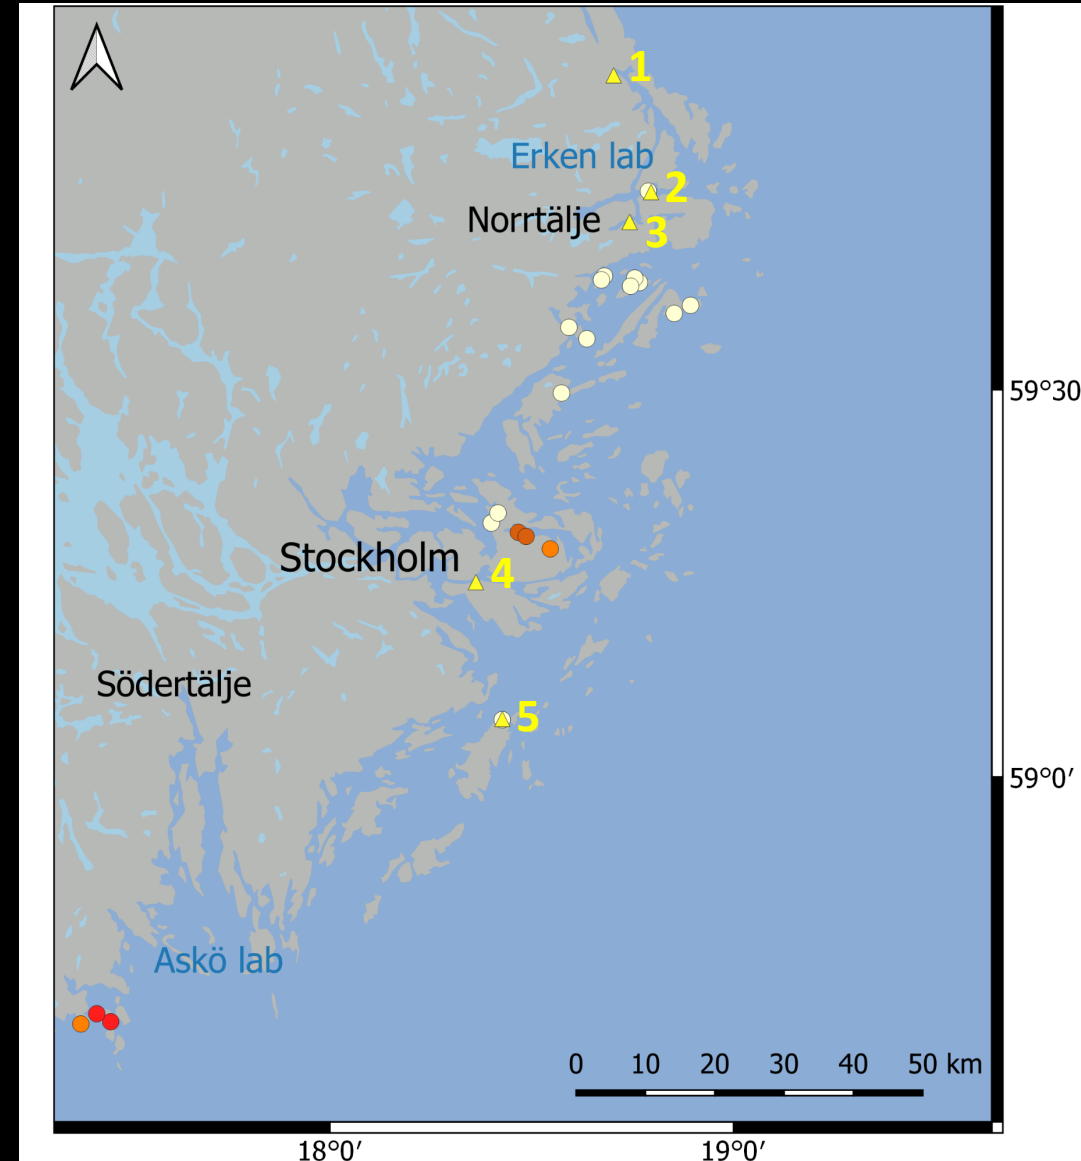 1
Erken lab
2
Norrtälje
3
59°30
Stockholm
4
Södertälje
5
59°0′
Askö lab
0 10 20 30 40 50 km
18°0′ 19°0′